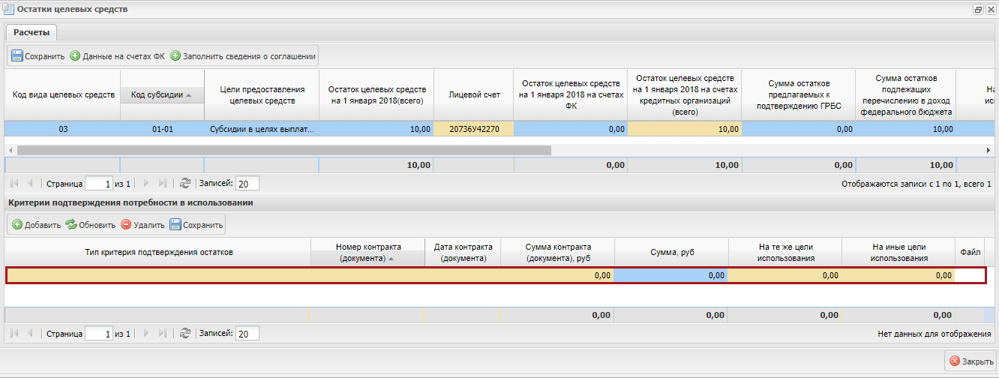 Остатки целевых средств
Расчеты
Сохранить Данные на счетах ФК Заполнить сведения о соглашении
Код вида целевых средств
Код субсидии
Цели предоставления
целевых средств
Остаток целевых средств
на 1 января 2018(всего)
Лицевой счет
Остаток целевых средств
на 1 января 2018 на счетах
ФК
Остаток целевых средств
на 1 января 2018 на счетах
кредитных организаций
(всего)
Сумма остатков
предлагаемых к
подтверждению ГРБС
Сумма остатков
подлежащих
перечислению в доход
федерального бюджета
На
исп
03 01-01 Субсидии в целях выплат... 10,00 20736У42270 0,00 10,00 0,00 10,00
10,00 0,00 10,00 0,00 10,00
Страница 1 из 1 Записей: 20 Отображаются записи с 1 по 1, всего 1
Критерии подтверждения потребности в использовании
Добавить Обновить Удалить Сохранить
Тип критерия подтверждения остатков
Номер контракта
(документа)
Дата контракта
(документа)
Сумма контракта
(документа), руб
Сумма, руб
На те же цели
использования
На иные цели
использования
Файл
0,00 0,00 0,00 0,00
0,00 0,00 0,00 0,00
Страница 1 из 1 Записей: 20 Нет данных для отображения
Закрыть